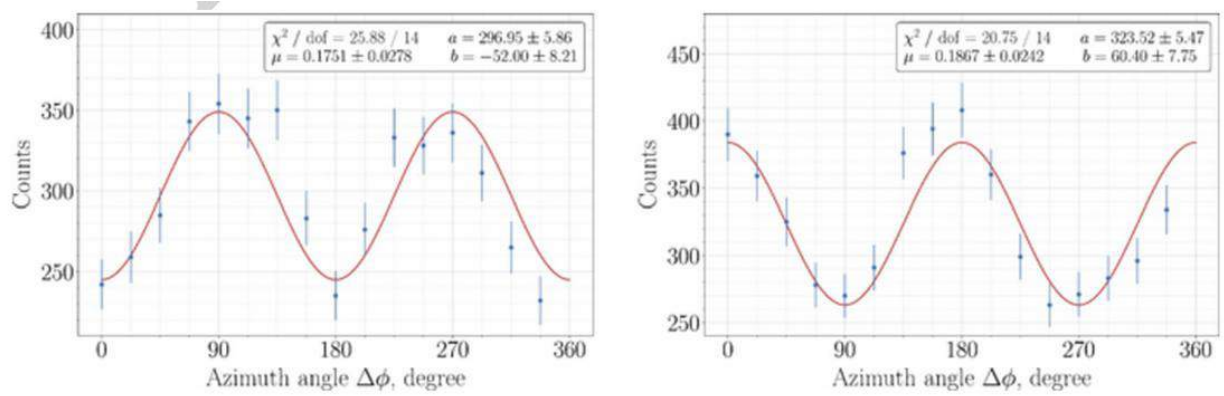 400
350
300
250
Counts
χ² / dof = 25.88 / 14 a = 296.95 ± 5.86
μ = 0.1751 ± 0.0278 b = −52.00 ± 8.21
0 90 180 270 360
Azimuth angle Δϕ, degree
450
400
350
300
250
Counts
χ² / dof = 20.75 / 14 a = 323.52 ± 5.47
μ = 0.1867 ± 0.0242 b = 60.40 ± 7.75
0 90 180 270 360
Azimuth angle Δϕ, degree